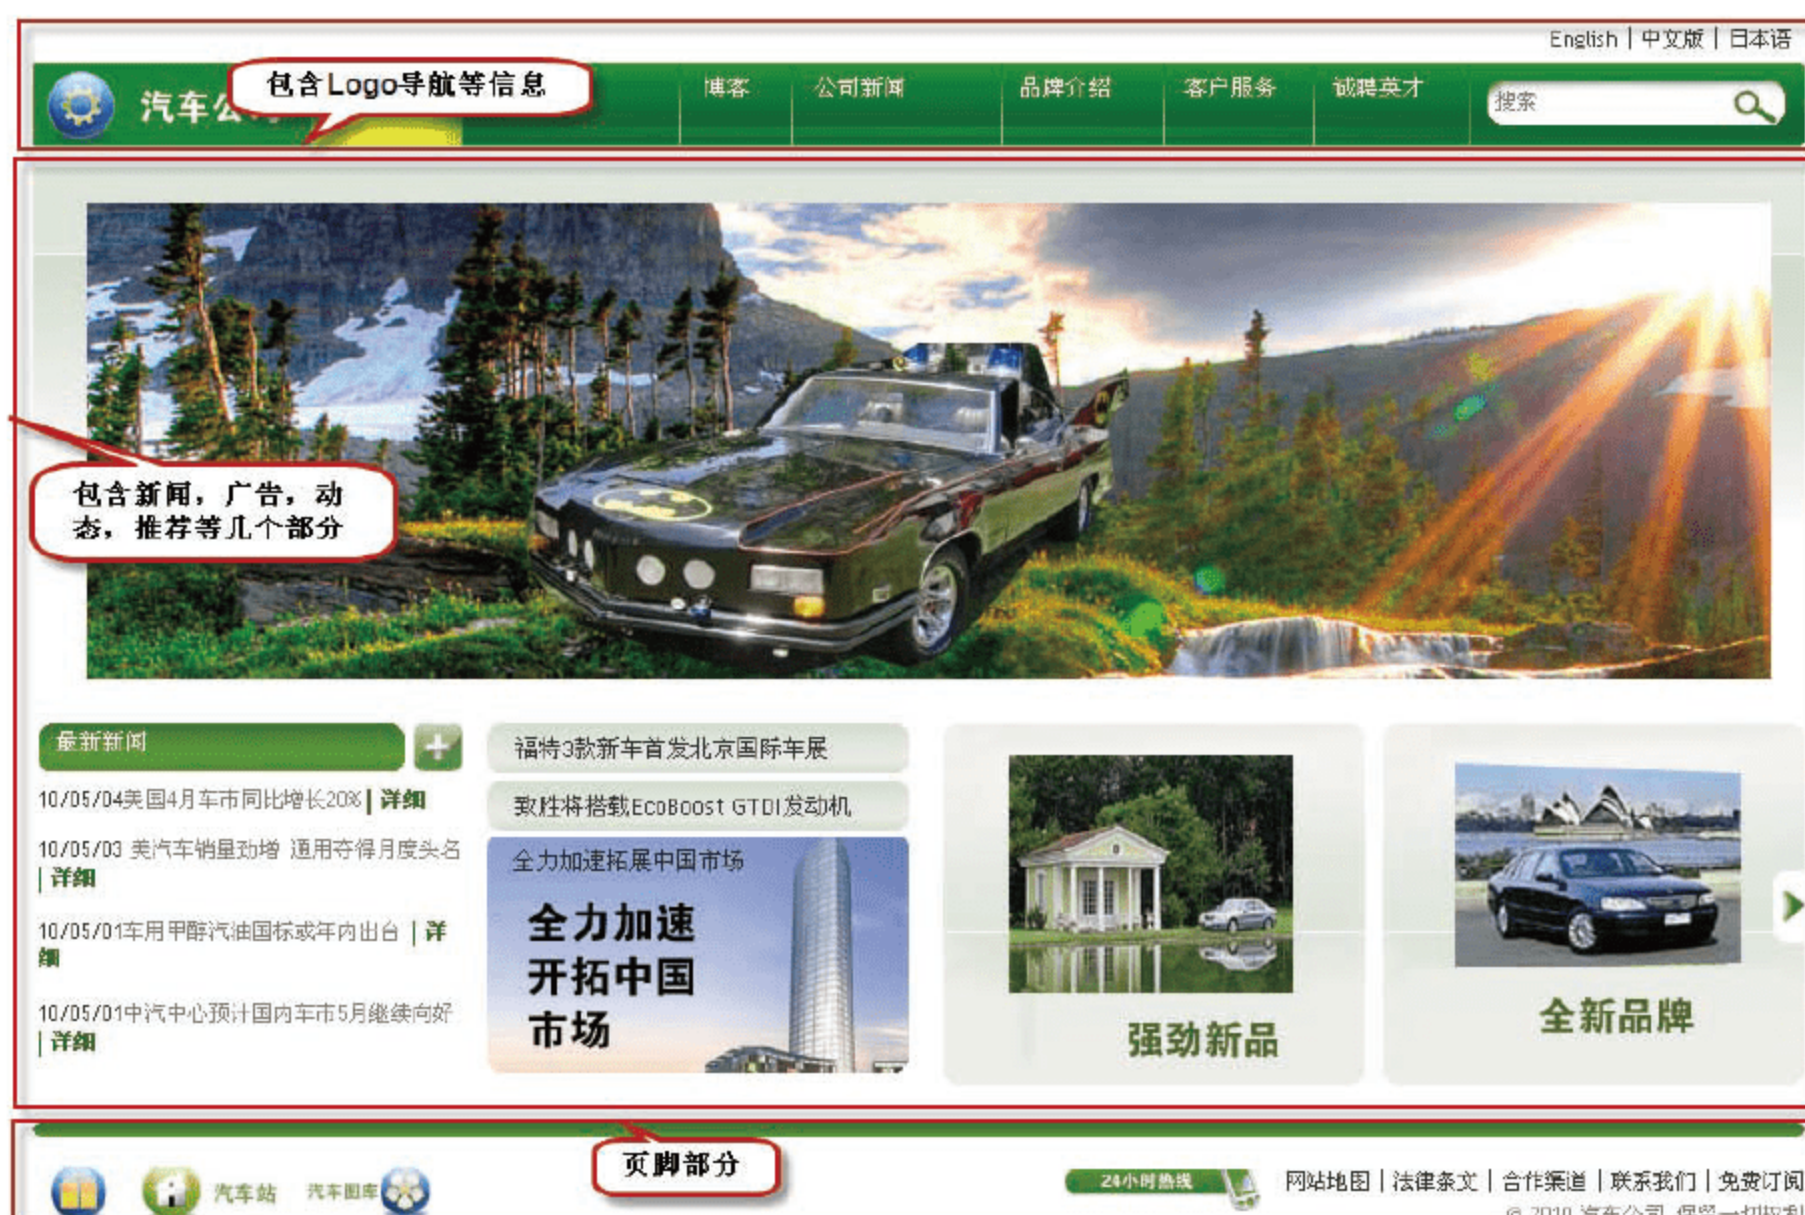 English | 中文版 | 日本语
包含Logo导航等信息
汽车公
博客
公司新闻
品牌介绍
客户服务
诚聘英才
搜索
包含新闻，广告，动
态，推荐等几个部分
最新新闻
10/05/04美国4月车市同比增长20% | 详细
10/05/03 美汽车销量劲增 通用夺得月度头名
| 详细
10/05/01车用甲醇汽油国标或年内出台 | 详
细
10/05/01中汽中心预计国内车市5月继续向好
| 详细
福特3款新车首发北京国际车展
致胜将搭载EcoBoost GTDI发动机
全力加速拓展中国市场
全力加速
开拓中国
市场
强劲新品
全新品牌
页脚部分
汽车站
汽车图库
24小时热线
网站地图 | 法律条文 | 合作渠道 | 联系我们 | 免费订阅
© 2010 汽车公司 保留一切权利